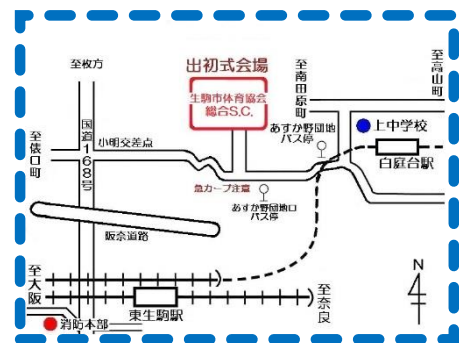 至枚方
出初式会場
至南田原町
至高山町
生駒市体育協会
総合S.C.
あすか野団地
バス停
上中学校
国道168号
小明交差点
白庭台駅
至俵口町
急カーブ注意
あすか野団地口
バス停
阪奈道路
至大阪
N
至奈良
東生駒駅
消防本部